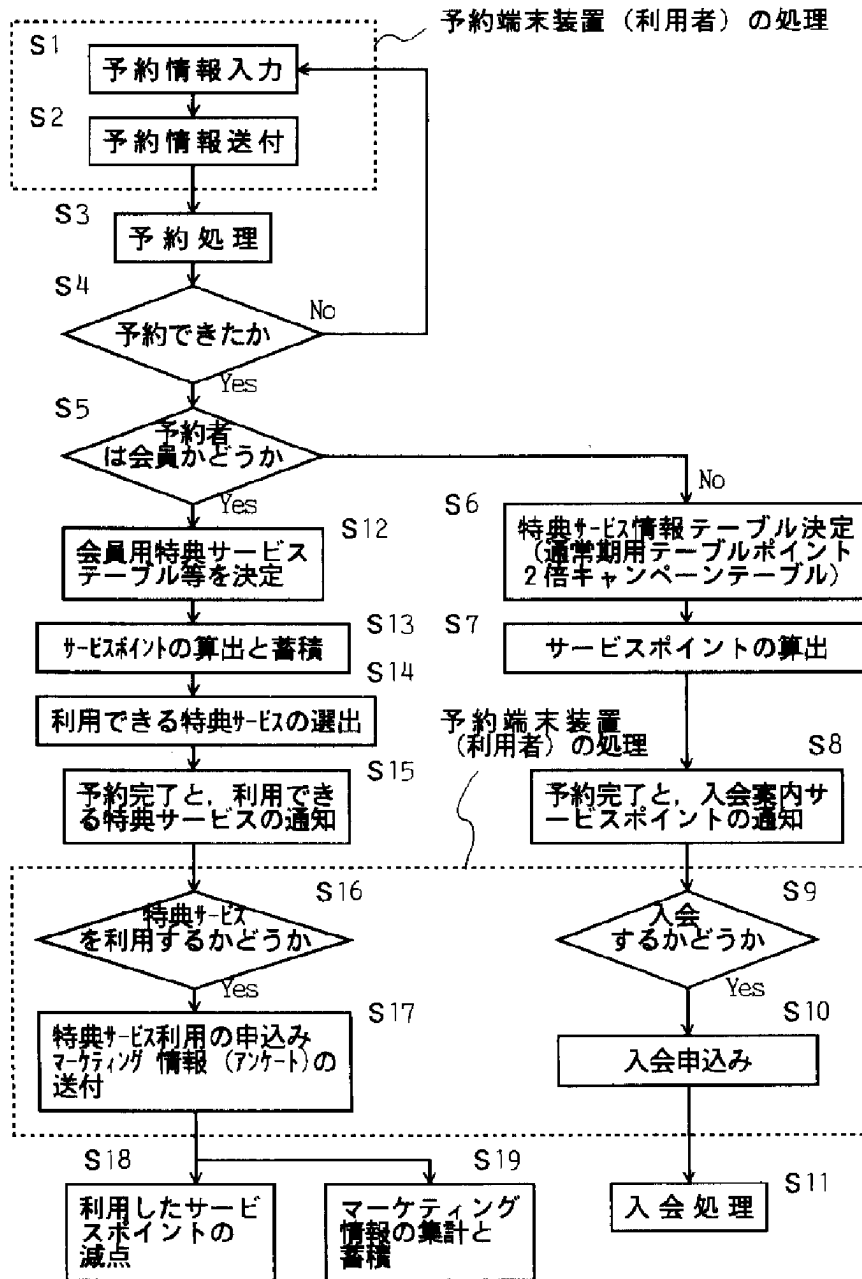 予約端末装置（利用者）の処理
S1
予約情報入力
S2
予約情報送付
S3
予約処理
S4
予約できたか
No
Yes
S5
予約者
は会員かどうか
No
Yes
S12
会員用特典サービス
テーブル等を決定
S6
特典サービス情報テーブル決定
（通常期用テーブルポイント
2倍キャンペーンテーブル）
S13
サービスポイントの算出と蓄積
S7
サービスポイントの算出
S14
利用できる特典サービスの選出
予約端末装置
（利用者）の処理
S15
予約完了と，利用でき
る特典サービスの通知
S8
予約完了と，入会案内サ
ービスポイントの通知
S16
特典サービス
を利用するかどうか
Yes
S9
入会
するかどうか
Yes
S17
特典サービス利用の申込み
マーケティング情報（アンケート）の
送付
S10
入会申込み
S18
利用したサービ
スポイントの
減点
S19
マーケティング
情報の集計と
蓄積
S11
入会処理